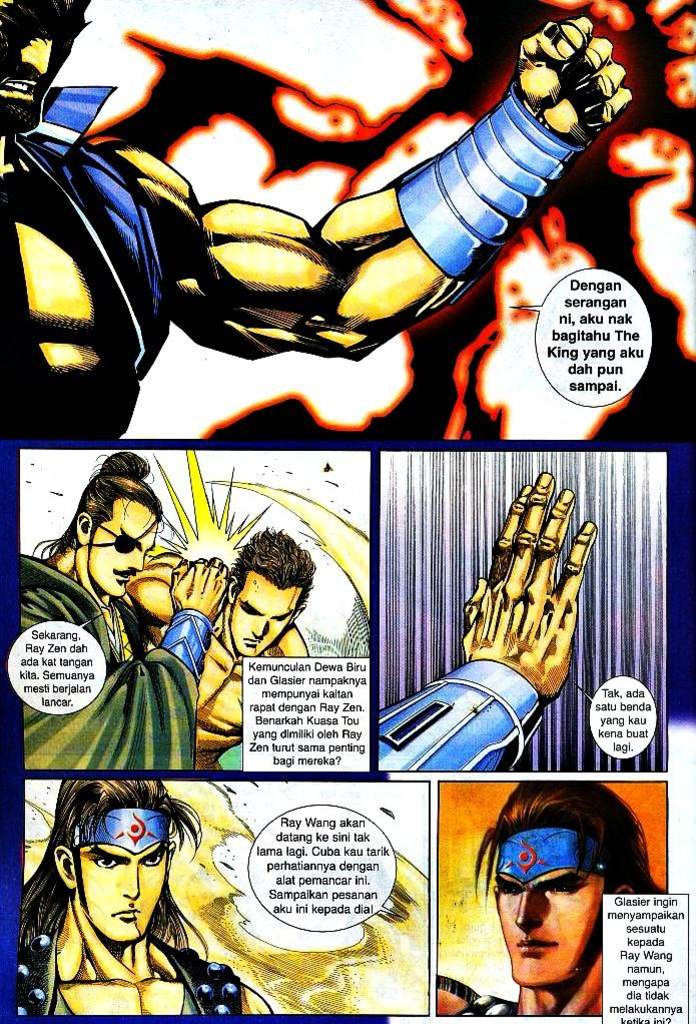 Dengan
serangan
ni, aku nak
bagitahu The
King yang aku
dah pun
sampai.
Sekarang,
Ray Zen dah
ada kat tangan
kita. Semuanya
mesti berjalan
lancar.
Kemunculan Dewa Biru
dan Glasier nampaknya
mempunyai kaitan
rapat dengan Ray Zen.
Benarkah Kuasa Tou
yang dimiliki oleh Ray
Zen turut sama penting
bagi mereka?
Tak, ada
satu benda
yang kau
kena buat
lagi.
Ray Wang akan
datang ke sini tak
lama lagi. Cuba kau tarik
perhatiannya dengan
alat pemancar ini.
Sampaikan pesanan
aku ini kepada dia!
Glasier ingin
menyampaikan
sesuatu
kepada
Ray Wang
namun,
mengapa
dia tidak
melakukannya
ketika ini?